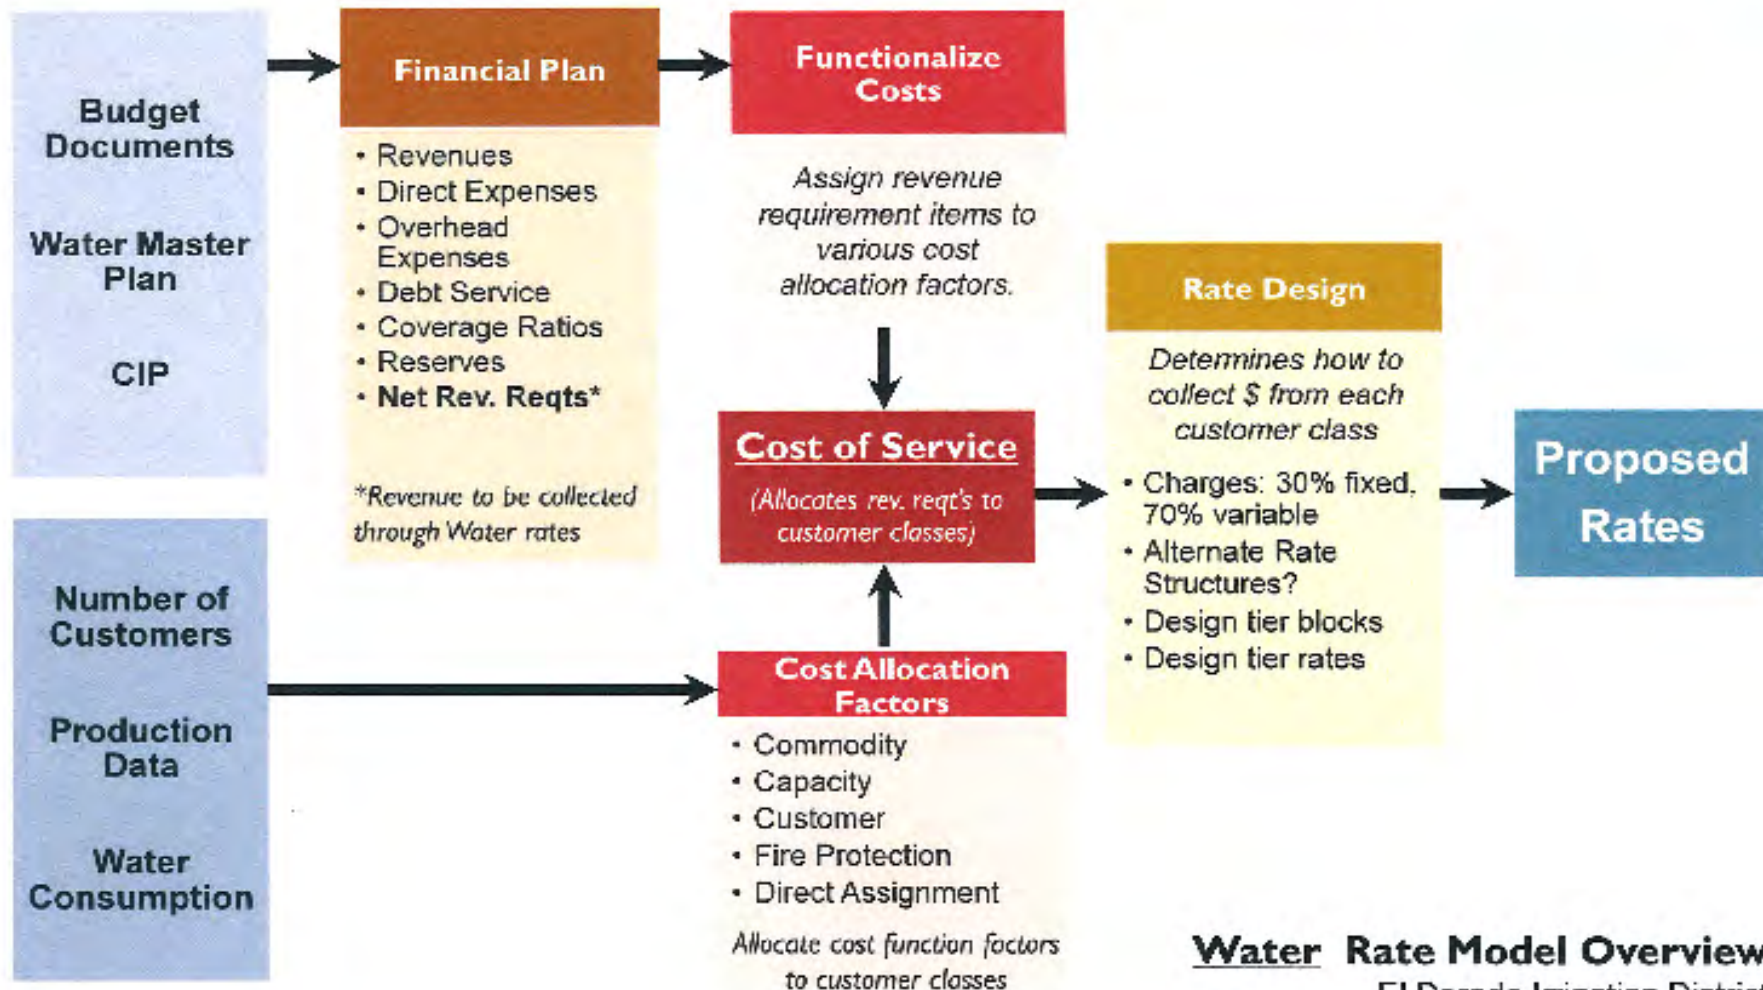 Budget
Documents
Water Master
Plan
CIP
Financial Plan
• Revenues
• Direct Expenses
• Overhead
Expenses
• Debt Service
• Coverage Ratios
• Reserves
• Net Rev. Reqts*
*Revenue to be collected
through Water rates
Functionalize
Costs
Assign revenue
requirement items to
various cost
allocation factors.
Cost of Service
(Allocates rev. reqt's to
customer classes)
Number of
Customers
Production
Data
Water
Consumption
Cost Allocation
Factors
• Commodity
• Capacity
• Customer
• Fire Protection
• Direct Assignment
Allocate cost function factors
to customer classes
Rate Design
Determines how to
collect $ from each
customer class
• Charges: 30% fixed,
70% variable
• Alternate Rate
Structures?
• Design tier blocks
• Design tier rates
Proposed
Rates
Water Rate Model Overview
El Dorado Irrigation District